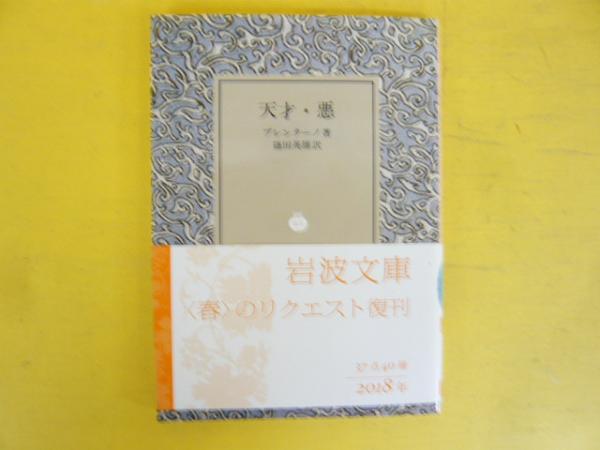 天才・悪
ブレンターノ著
篠田英雄訳
岩波文庫
〈春〉のリクエスト復刊
2018年